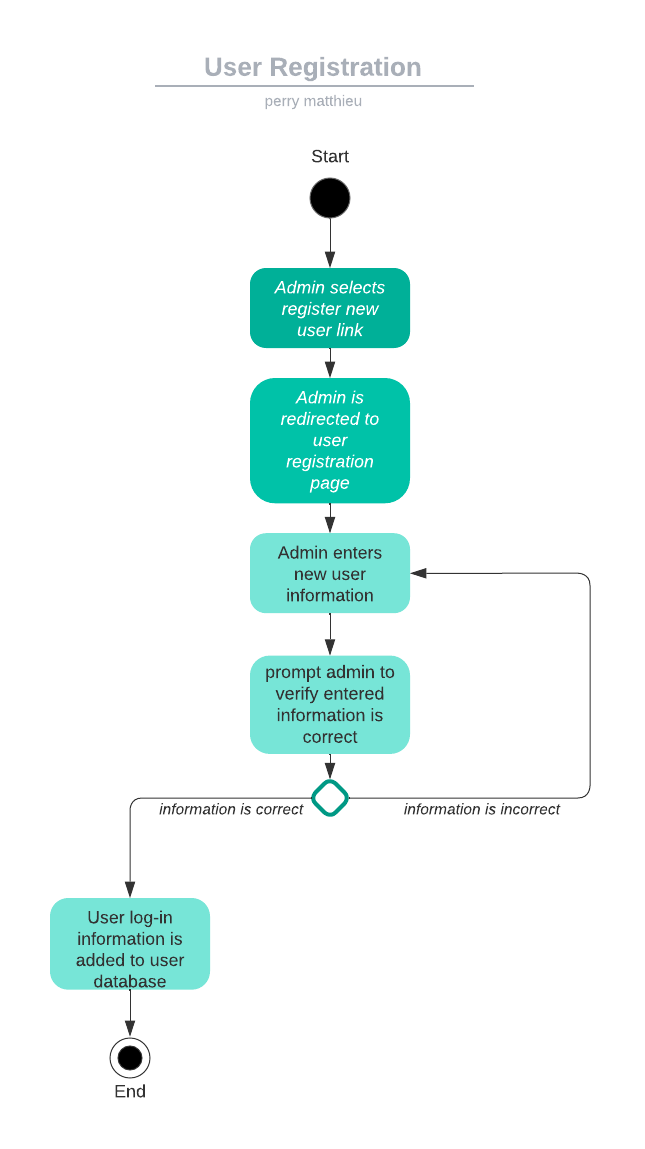 User Registration
perry matthieu
Start
Admin selects
register new
user link
Admin is
redirected to
user
registration
page
Admin enters
new user
information
prompt admin to
verify entered
information is
correct
information is correct
information is incorrect
User log-in
information is
added to user
database
End